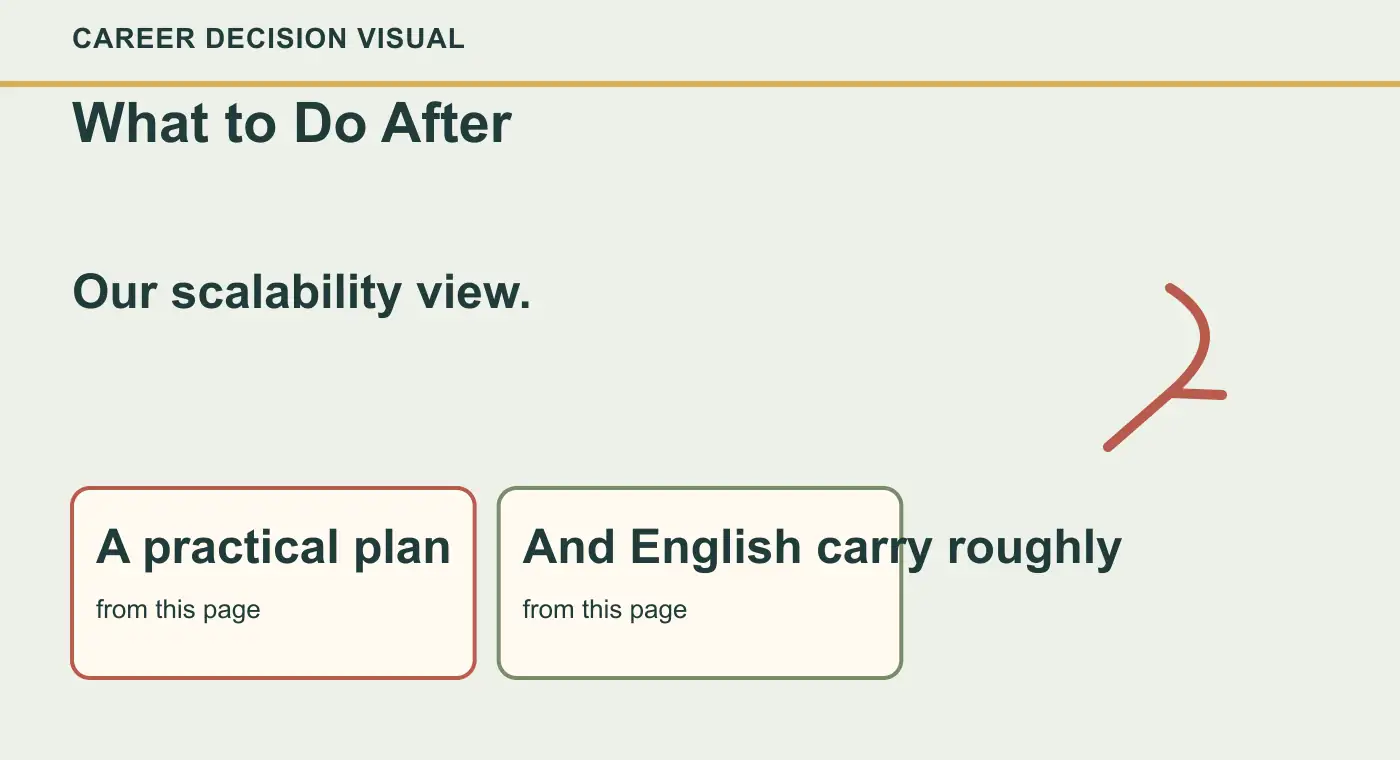 CAREER DECISION VISUAL
What to Do After
Our scalability view.
A practical plan
from this page
And English carry roughly
from this page